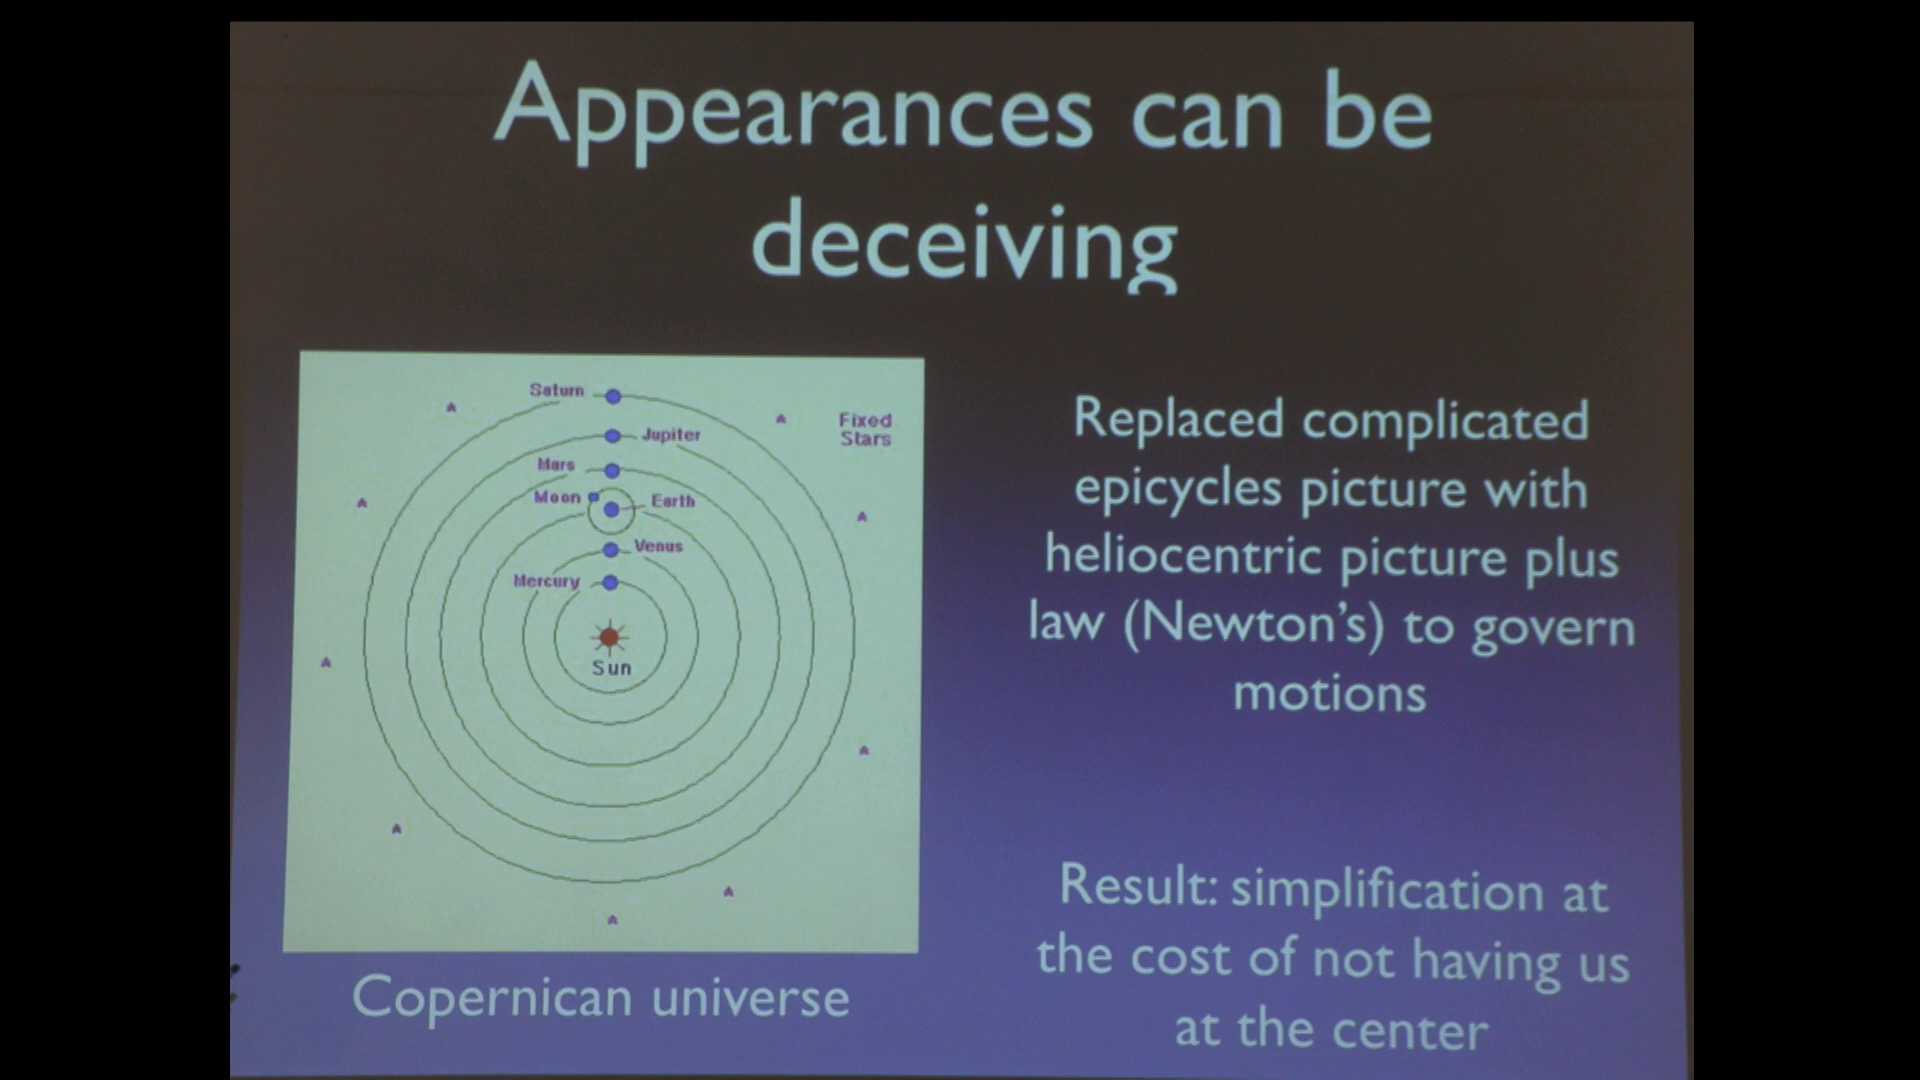 Appearances can be
deceiving
Saturn
Fixed
Stars
Jupiter
Mars
Moon
Earth
Venus
Mercury
Sun
Copernican universe
Replaced complicated
epicycles picture with
heliocentric picture plus
law (Newton's) to govern
motions
Result: simplification at
the cost of not having us
at the center